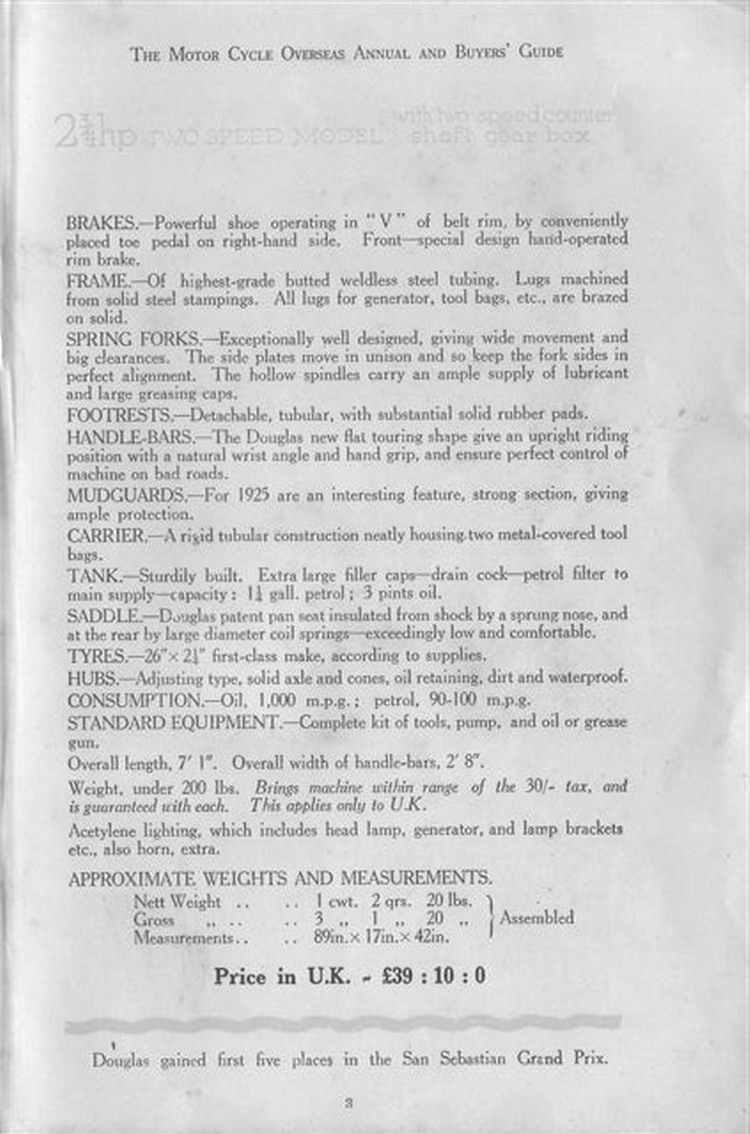 THE MOTOR CYCLE OVERSEAS ANNUAL AND BUYERS' GUIDE
2¾hp TWO SPEED MODEL with two speed counter
shaft gear box
BRAKES.—Powerful shoe operating in "V" of belt rim, by conveniently
placed toe pedal on right-hand side. Front—special design hand-operated
rim brake.
FRAME.—Of highest-grade butted weldless steel tubing. Lugs machined
from solid steel stampings. All lugs for generator, tool bags, etc., are brazed
on solid.
SPRING FORKS.—Exceptionally well designed, giving wide movement and
big clearances. The side plates move in unison and so keep the fork sides in
perfect alignment. The hollow spindles carry an ample supply of lubricant
and large greasing caps.
FOOTRESTS.—Detachable, tubular, with substantial solid rubber pads.
HANDLE-BARS.—The Douglas new flat touring shape give an upright riding
position with a natural wrist angle and hand grip, and ensure perfect control of
machine on bad roads.
MUDGUARDS.—For 1925 are an interesting feature, strong section, giving
ample protection.
CARRIER.—A rigid tubular construction neatly housing two metal-covered tool
bags.
TANK.—Sturdily built. Extra large filler caps—drain cock—petrol filter to
main supply—capacity: 1¼ gall. petrol; 3 pints oil.
SADDLE.—Douglas patent pan seat insulated from shock by a sprung nose, and
at the rear by large diameter coil springs—exceedingly low and comfortable.
TYRES.—26"× 2¼" first-class make, according to supplies.
HUBS.—Adjusting type, solid axle and cones, oil retaining, dirt and waterproof.
CONSUMPTION.—Oil, 1,000 m.p.g.; petrol, 90-100 m.p.g.
STANDARD EQUIPMENT.—Complete kit of tools, pump, and oil or grease
gun.
Overall length, 7' 1". Overall width of handle-bars, 2' 8".
Weight, under 200 lbs. Brings machine within range of the 30/- tax, and
is guaranteed with each. This applies only to U.K.
Acetylene lighting, which includes head lamp, generator, and lamp brackets
etc., also horn, extra.
APPROXIMATE WEIGHTS AND MEASUREMENTS.
Nett Weight .. .. 1 cwt. 2 qrs. 20 lbs.
Gross ,, .. .. 3 ,, 1 ,, 20 ,, Assembled
Measurements.. .. 89in.× 17in.× 42in.
Price in U.K. - £39 : 10 : 0
Douglas gained first five places in the San Sebastian Grand Prix.
3